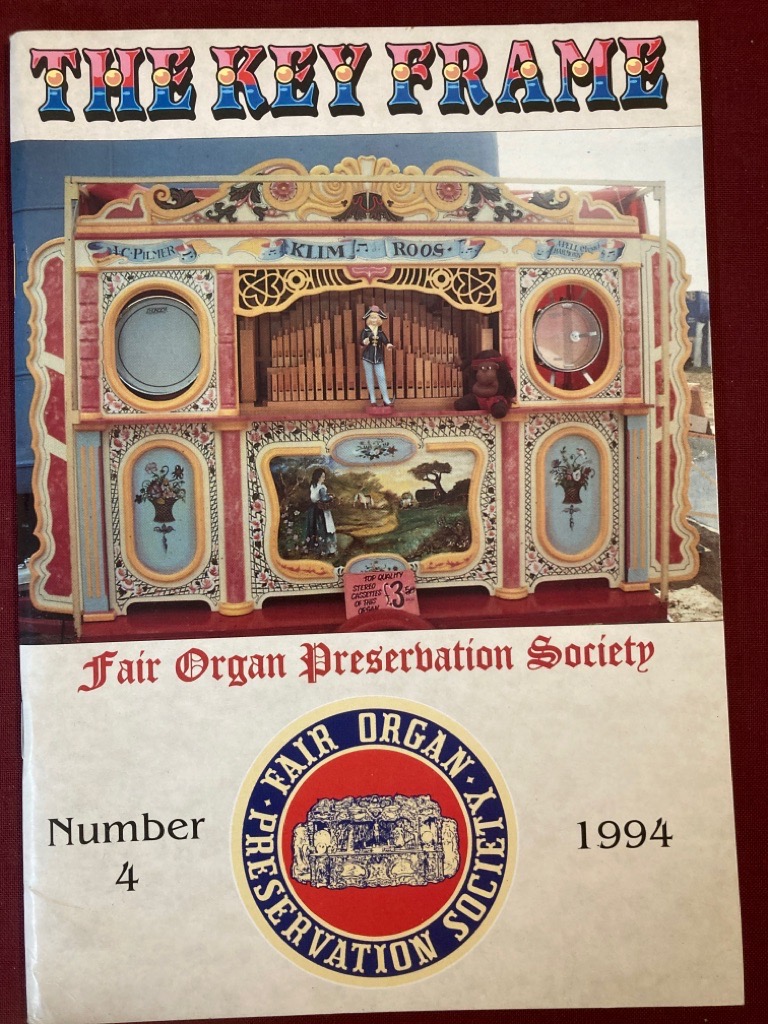 THE KEY FRAME
I.C. PILMER
KLIM ROOS
TOP QUALITY
STEREO
CASSETTES
OF THIS
ORGAN
£3
Fair Organ Preservation Society
· FAIR ORGAN · PRESERVATION SOCIETY
Number
4
1994